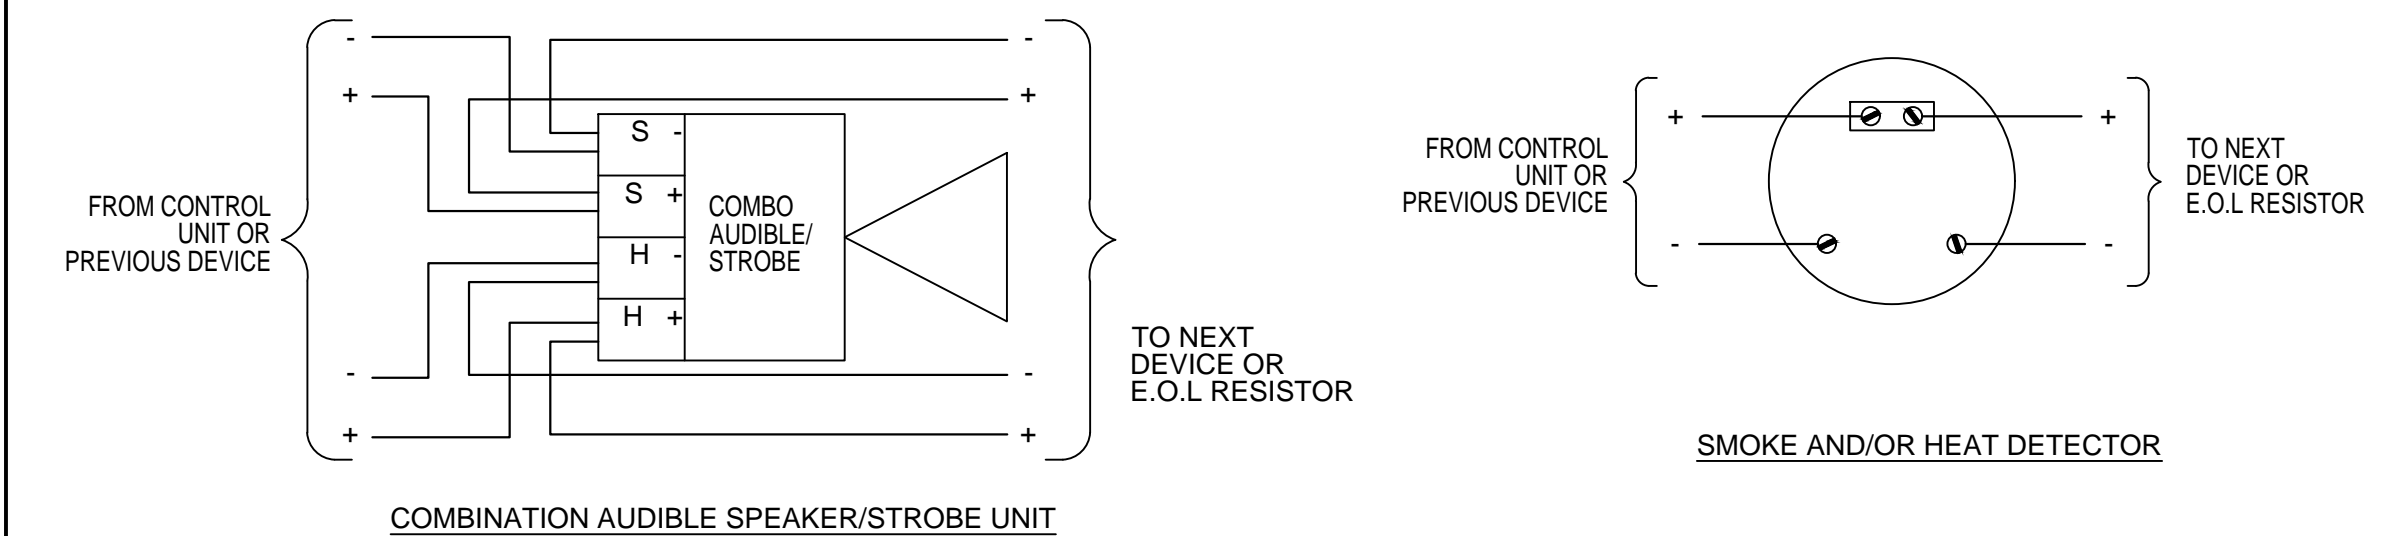 -
-
+
+
S -
S +
H -
H +
COMBO
AUDIBLE/
STROBE
FROM CONTROL
UNIT OR
PREVIOUS DEVICE
-
-
+
+
TO NEXT
DEVICE OR
E.O.L RESISTOR
COMBINATION AUDIBLE SPEAKER/STROBE UNIT
FROM CONTROL
UNIT OR
PREVIOUS DEVICE
+
+
-
-
TO NEXT
DEVICE OR
E.O.L RESISTOR
SMOKE AND/OR HEAT DETECTOR